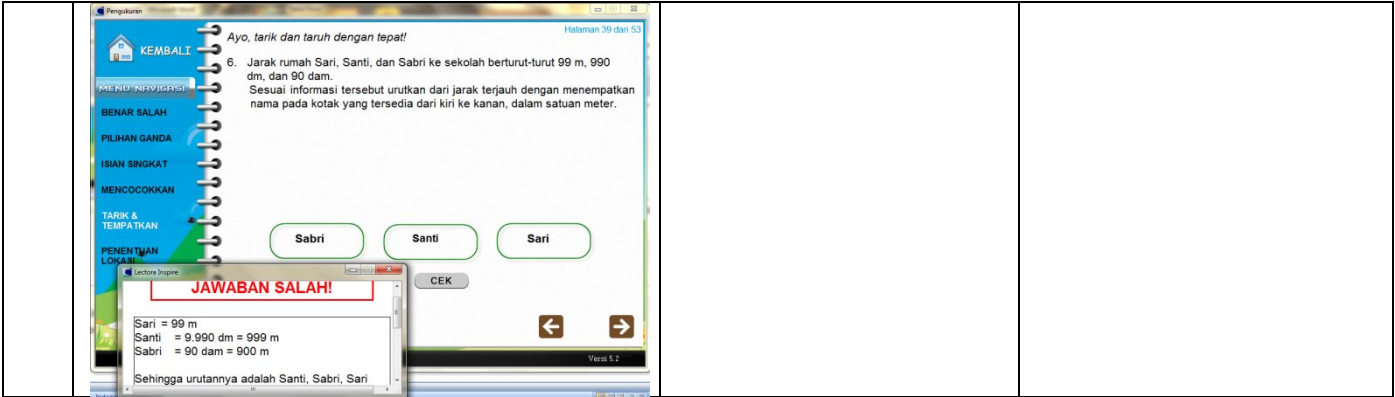 Pengukuran
Halaman 39 dari 53
Ayo, tarik dan taruh dengan tepat!
KEMBALI
6. Jarak rumah Sari, Santi, dan Sabri ke sekolah berturut-turut 99 m, 990
dm, dan 90 dam.
Sesuai informasi tersebut urutkan dari jarak terjauh dengan menempatkan
nama pada kotak yang tersedia dari kiri ke kanan, dalam satuan meter.
MENU NAVIGASI
BENAR SALAH
PILIHAN GANDA
ISIAN SINGKAT
MENCOCOKKAN
TARIK &
TEMPATKAN
PENENTUAN
LOKASI
Sabri
Santi
Sari
CEK
Lectora Inspire
JAWABAN SALAH!
Sari = 99 m
Santi = 9.990 dm = 999 m
Sabri = 90 dam = 900 m
Sehingga urutannya adalah Santi, Sabri, Sari
Versi 5.2